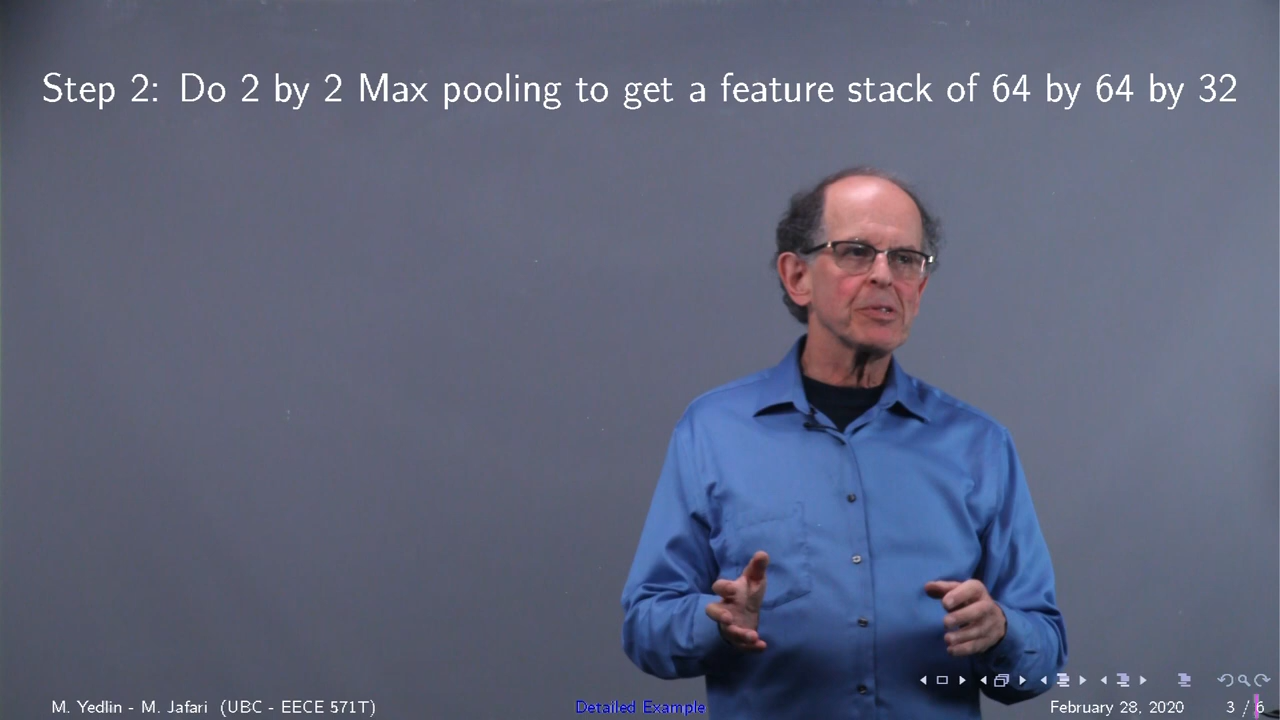 Step 2: Do 2 by 2 Max pooling to get a feature stack of 64 by 64 by 32
M. Yedlin - M. Jafari (UBC - EECE 571T) Detailed Example February 28, 2020 3 / 6